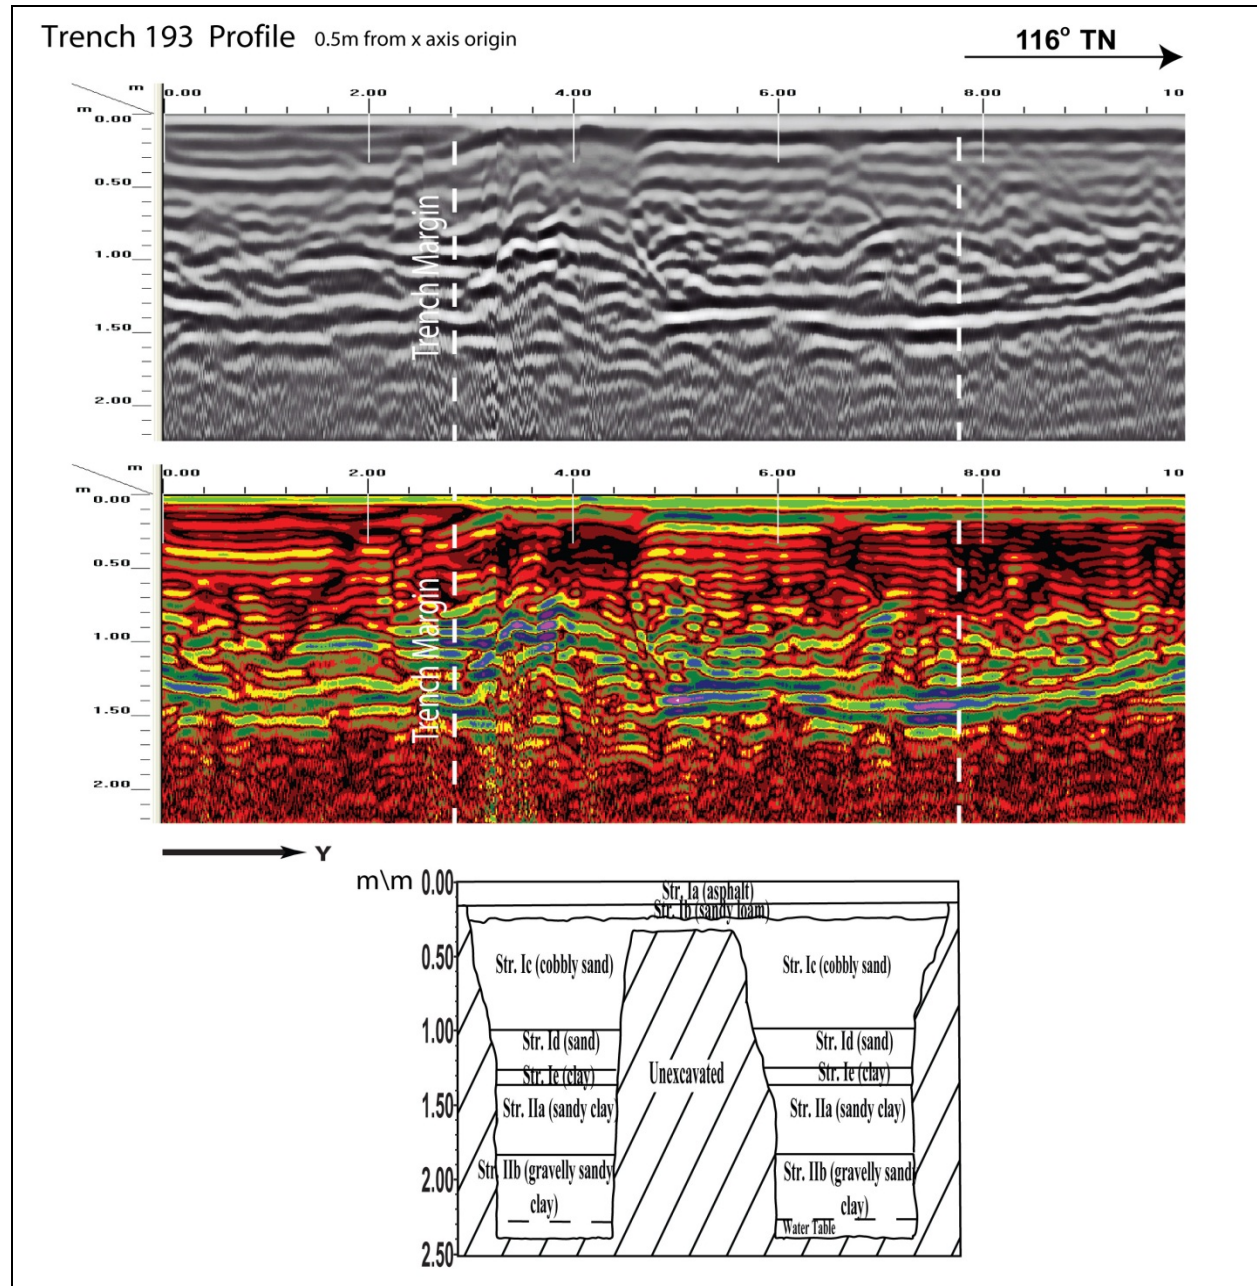 Trench 193 Profile 0.5m from x axis origin
116° TN
m 0.00 2.00 4.00 6.00 8.00 10
m
0.00
0.50
1.00
1.50
2.00
Trench Margin
m 0.00 2.00 4.00 6.00 8.00 10
m
0.00
0.50
1.00
1.50
2.00
Trench Margin
Y
m\m 0.00
0.50
1.00
1.50
2.00
2.50
Str. Ia (asphalt)
Str. Ib (sandy loam)
Str. Ic (cobbly sand)
Str. Id (sand)
Str. Ie (clay)
Str. IIa (sandy clay)
Str. IIb (gravelly sandy
clay)
Unexcavated
Str. Ic (cobbly sand)
Str. Id (sand)
Str. Ie (clay)
Str. IIa (sandy clay)
Str. IIb (gravelly sandy
clay)
Water Table